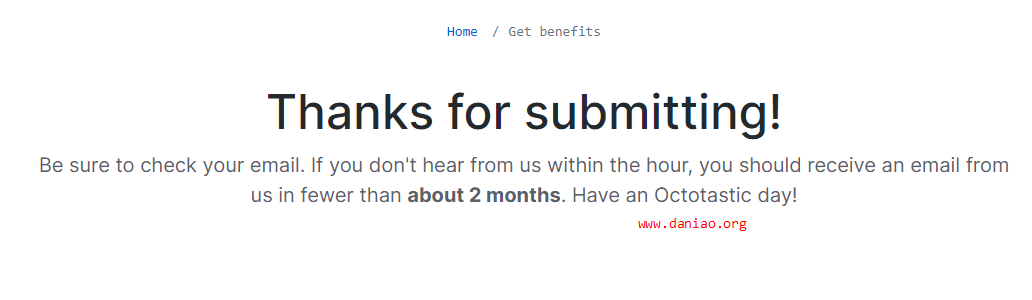 Home / Get benefits
Thanks for submitting!
Be sure to check your email. If you don't hear from us within the hour, you should receive an email from
us in fewer than about 2 months. Have an Octotastic day!
www.daniao.org